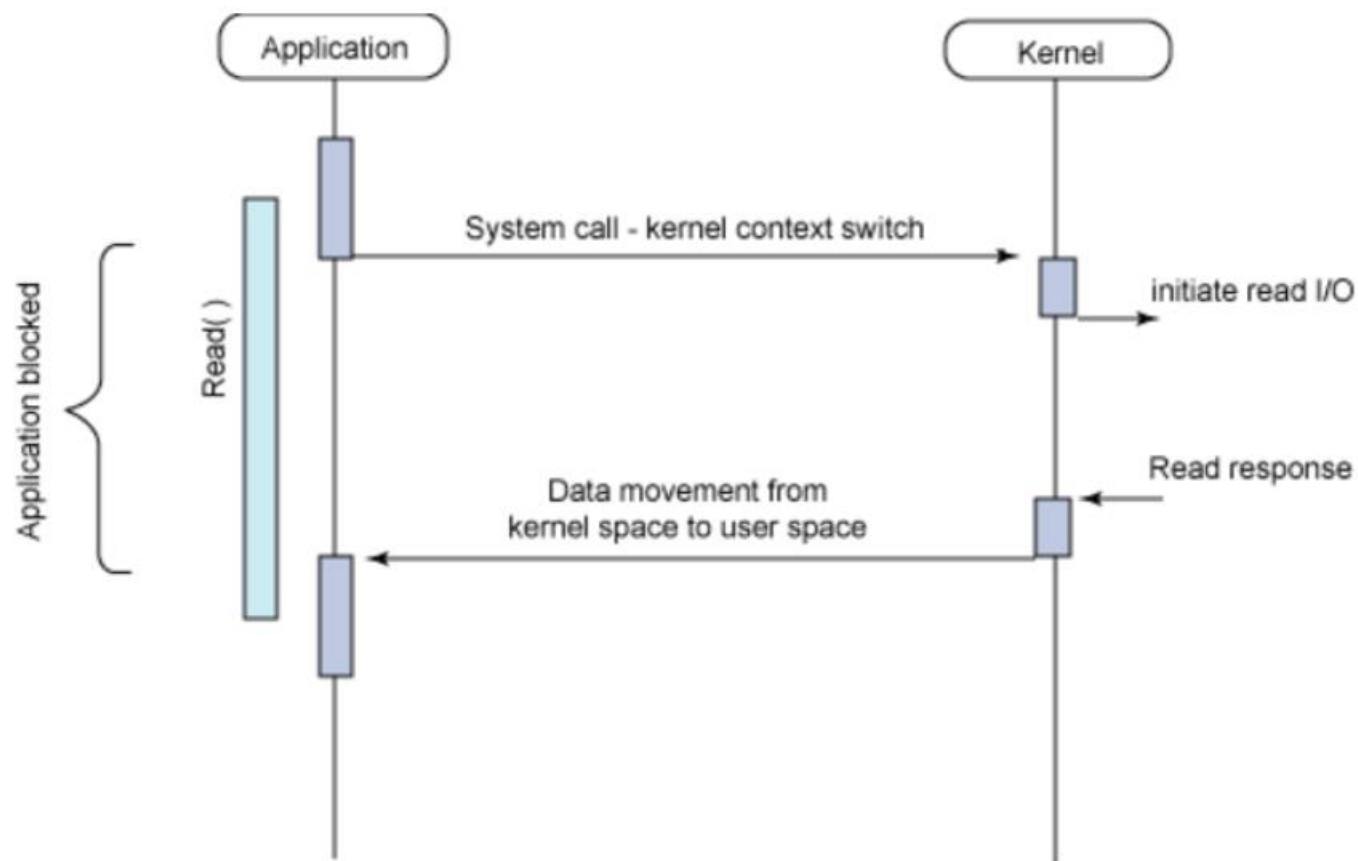 Application
Kernel
System call - kernel context switch
initiate read I/O
Application blocked
Read( )
Read response
Data movement from
kernel space to user space